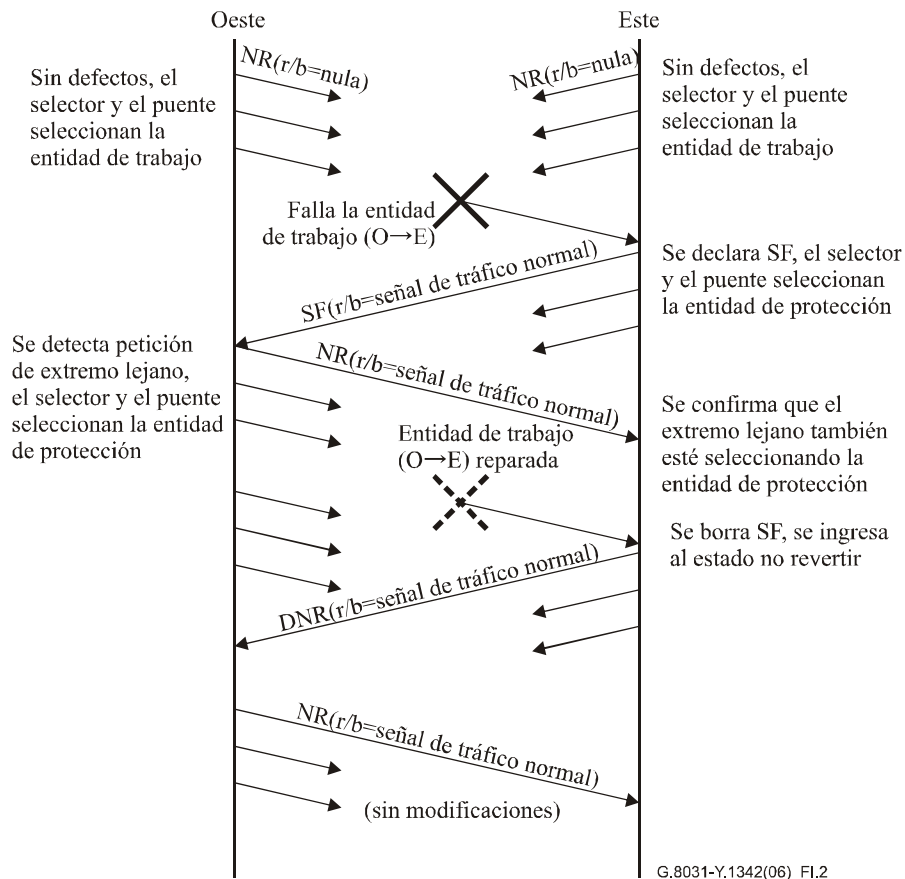 Oeste
Este
NR(r/b=nula)
NR(r/b=nula)
Sin defectos, el
selector y el puente
seleccionan la
entidad de trabajo
Sin defectos, el
selector y el puente
seleccionan la
entidad de trabajo
Falla la entidad
de trabajo (O→E)
Se declara SF, el selector
y el puente seleccionan
la entidad de protección
SF(r/b=señal de tráfico normal)
Se detecta petición
de extremo lejano,
el selector y el puente
seleccionan la entidad
de protección
NR(r/b=señal de tráfico normal)
Se confirma que el
extremo lejano también
esté seleccionando la
entidad de protección
Entidad de trabajo
(O→E) reparada
Se borra SF, se ingresa
al estado no revertir
DNR(r/b=señal de tráfico normal)
NR(r/b=señal de tráfico normal)
(sin modificaciones)
G.8031-Y.1342(06)_FI.2